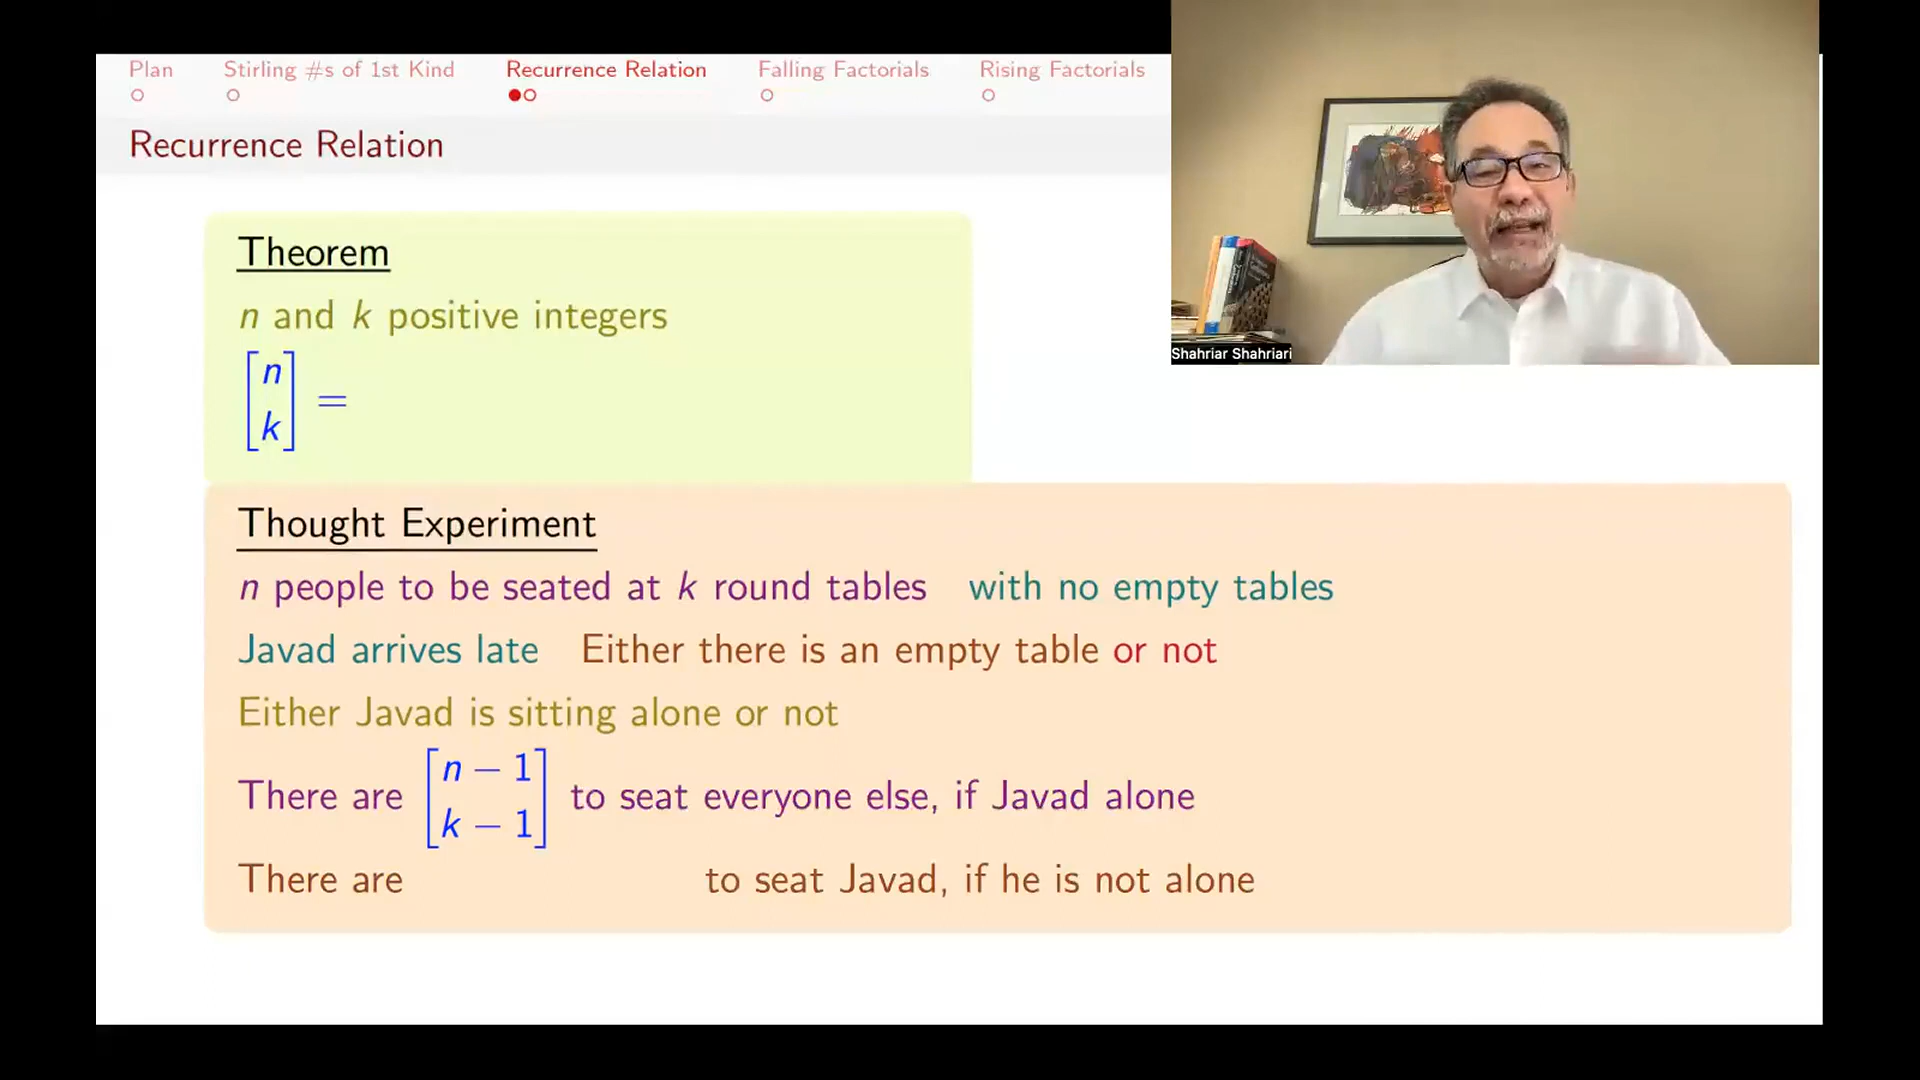 Plan Stirling #s of 1st Kind Recurrence Relation Falling Factorials Rising Factorials
Recurrence Relation
Shahriar Shahriari
Theorem
n and k positive integers
[n
k] =
Thought Experiment
n people to be seated at k round tables with no empty tables
Javad arrives late Either there is an empty table or not
Either Javad is sitting alone or not
There are [n − 1
k − 1] to seat everyone else, if Javad alone
There are to seat Javad, if he is not alone